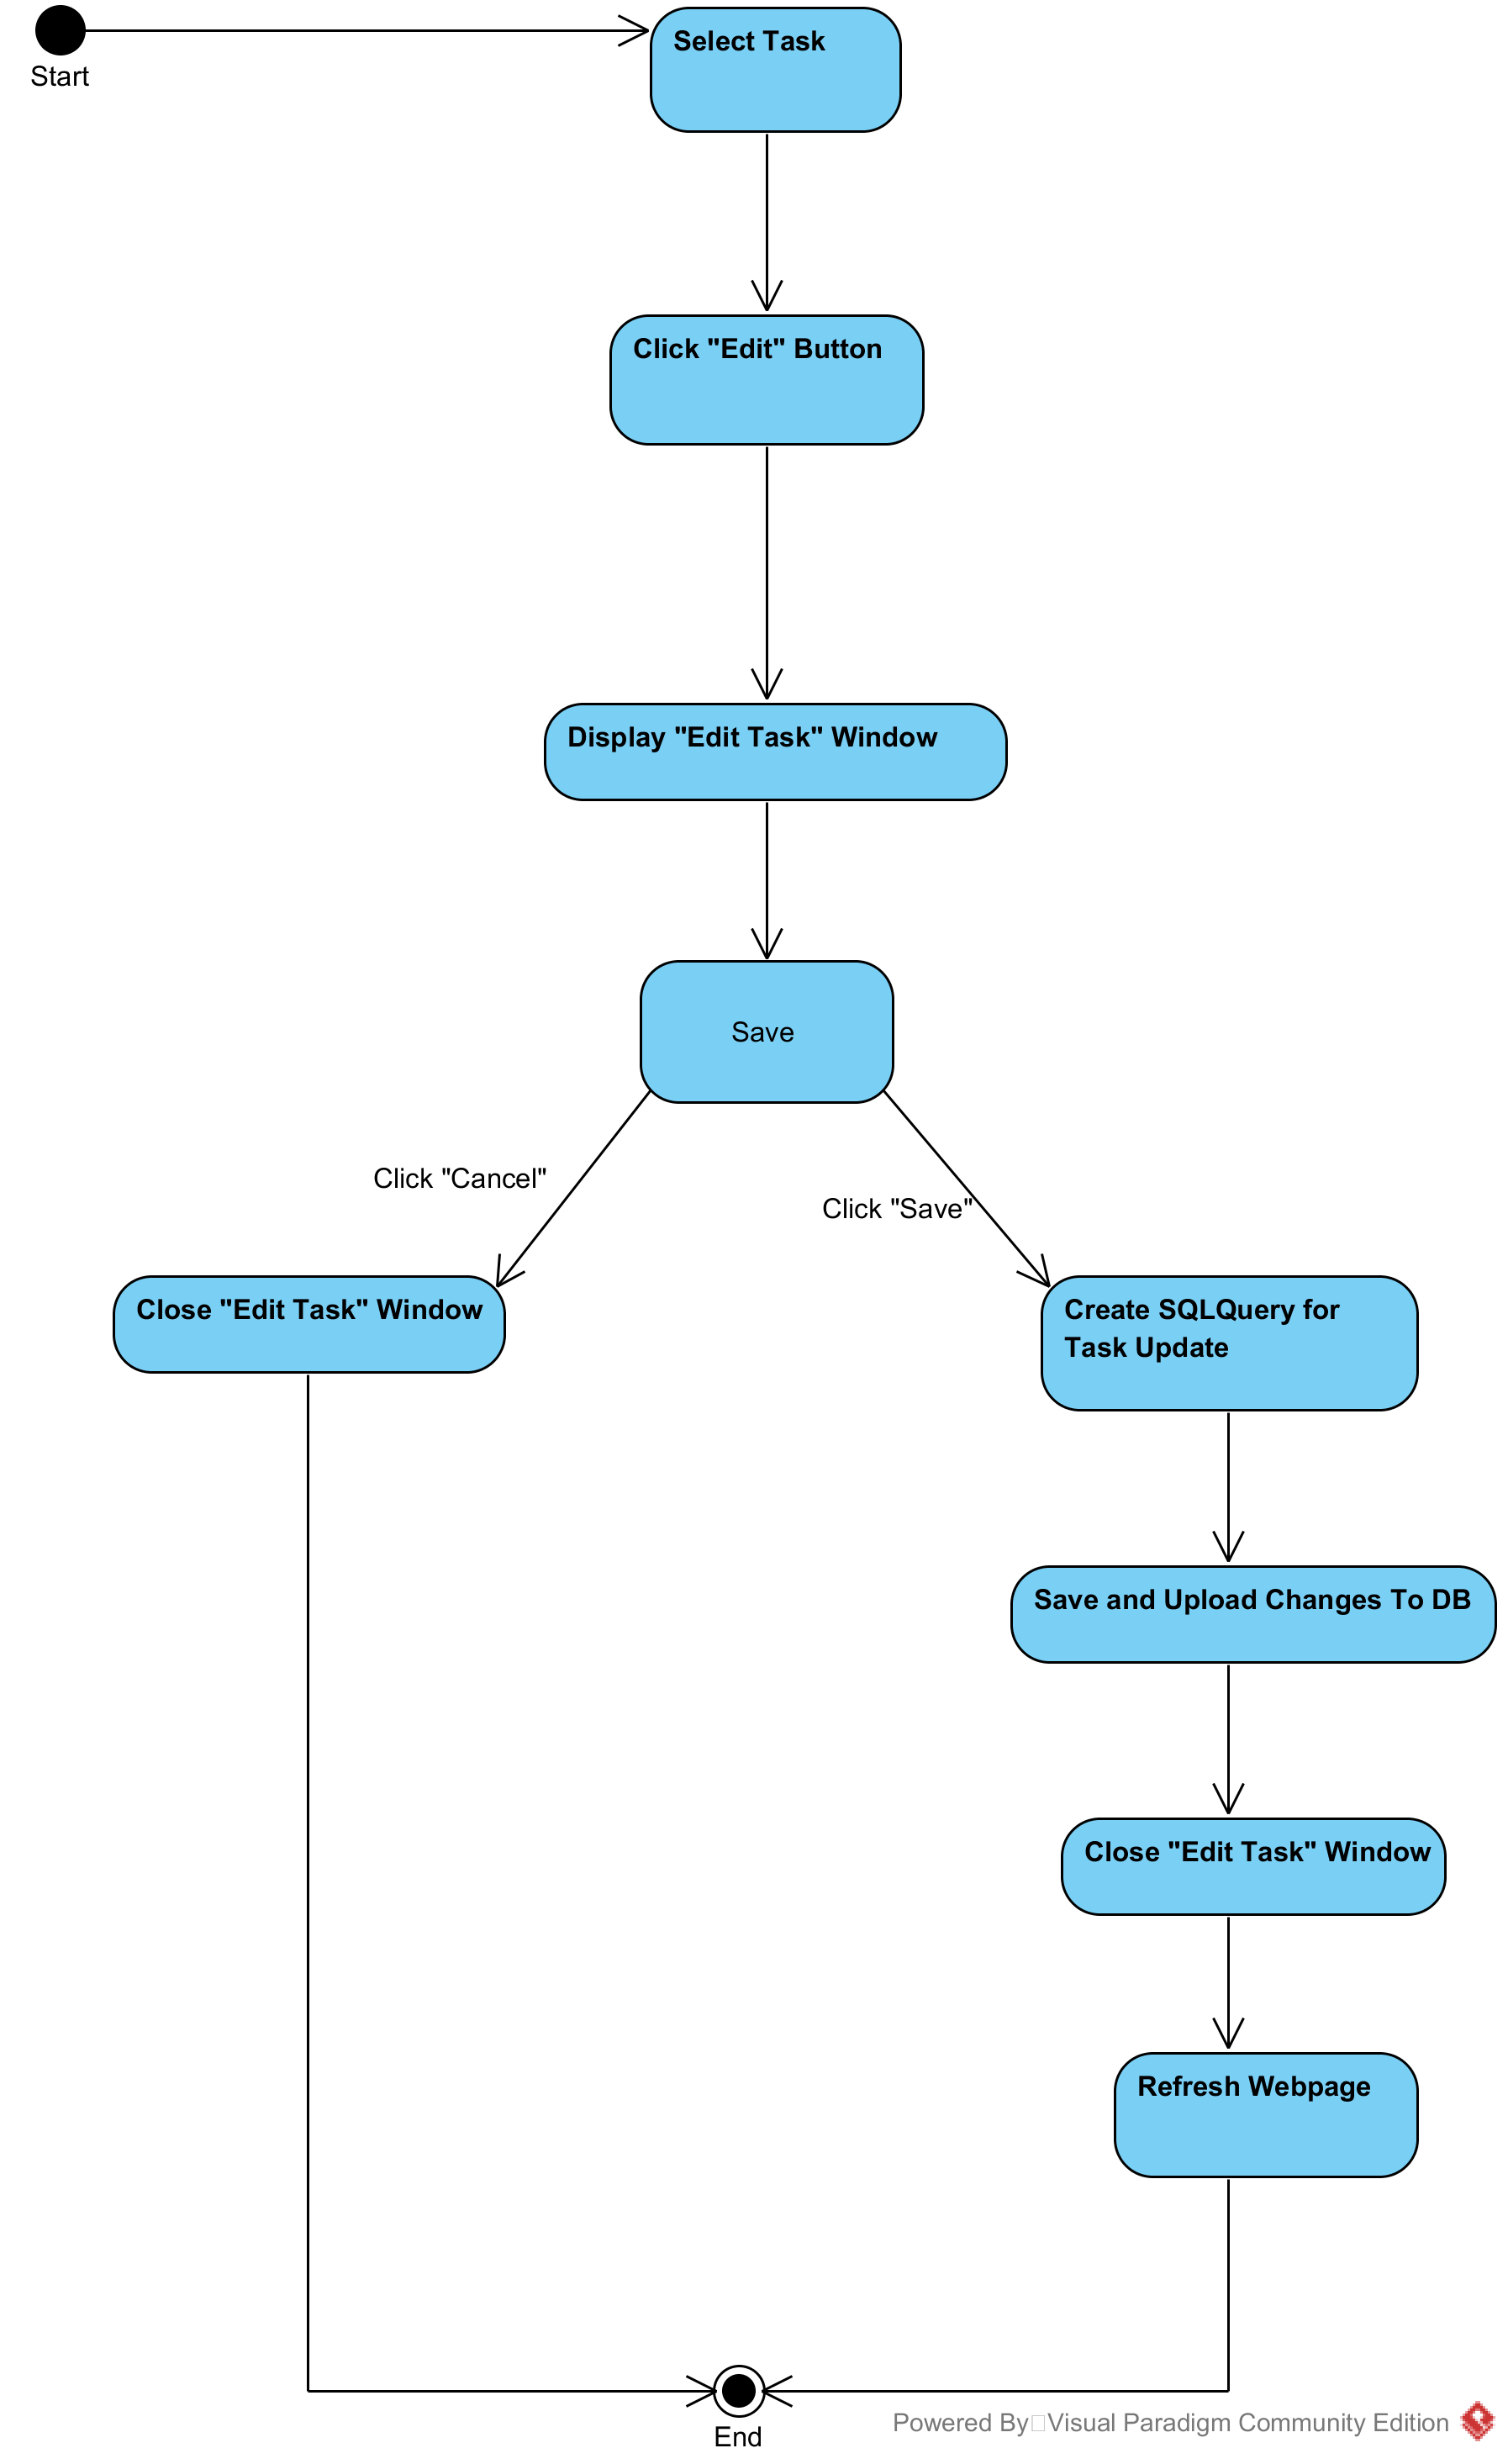 Start
Select Task
Click "Edit" Button
Display "Edit Task" Window
Save
Click "Cancel"
Click "Save"
Close "Edit Task" Window
Create SQLQuery for
Task Update
Save and Upload Changes To DB
Close "Edit Task" Window
Refresh Webpage
End
Powered By Visual Paradigm Community Edition